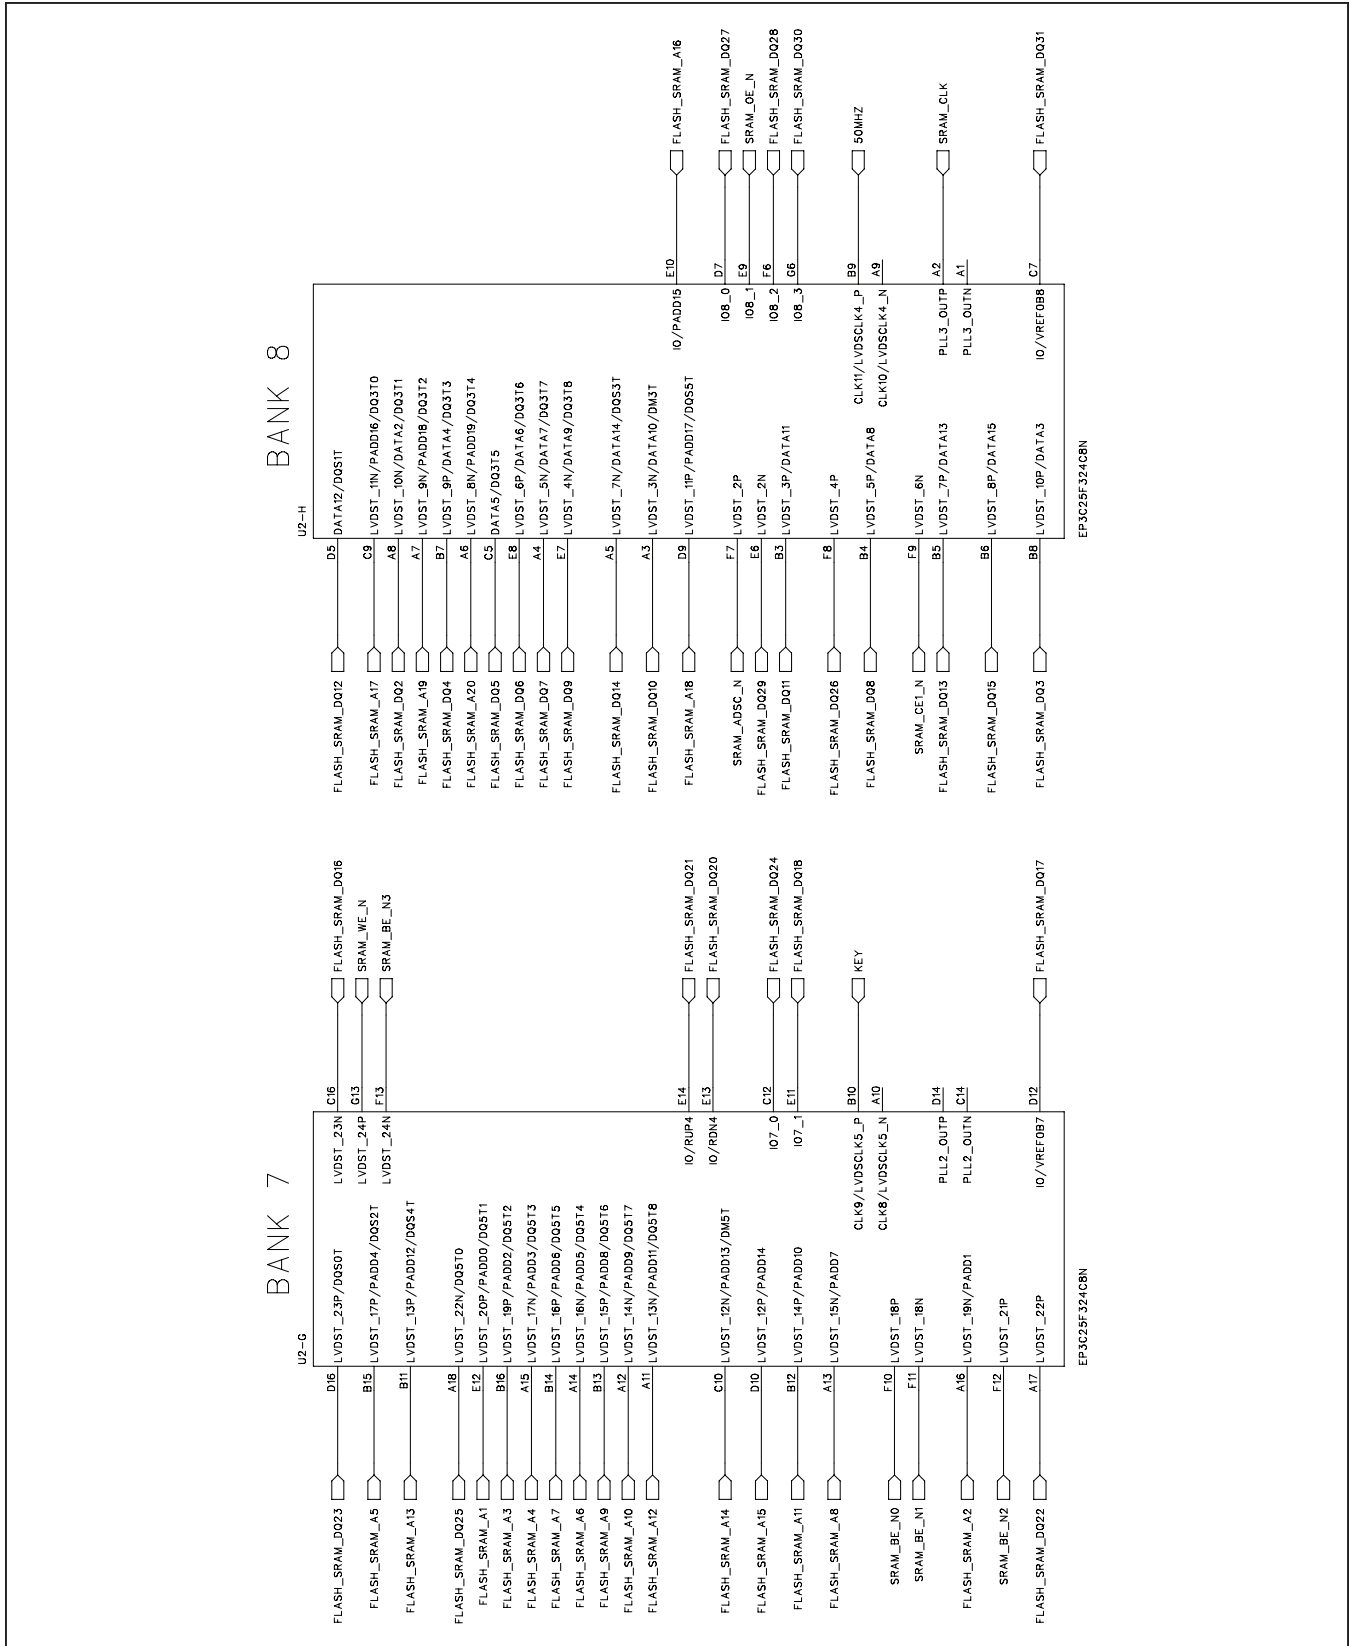 BANK 7
U2-G
FLASH_SRAM_DQ23 D16 LVDST_23P/DQS0T LVDST_23N C16 FLASH_SRAM_DQ16
LVDST_24P G13 SRAM_WE_N
FLASH_SRAM_A5 B15 LVDST_17P/PADD4/DQS2T
LVDST_24N F13 SRAM_BE_N3
FLASH_SRAM_A13 B11 LVDST_13P/PADD12/DQS4T
FLASH_SRAM_DQ25 A18 LVDST_22N/DQ5T0
FLASH_SRAM_A1 E12 LVDST_20P/PADD0/DQ5T1
FLASH_SRAM_A3 B16 LVDST_19P/PADD2/DQ5T2
FLASH_SRAM_A4 A15 LVDST_17N/PADD3/DQ5T3
FLASH_SRAM_A7 B14 LVDST_16P/PADD6/DQ5T5
FLASH_SRAM_A6 A14 LVDST_16N/PADD5/DQ5T4
FLASH_SRAM_A9 B13 LVDST_15P/PADD8/DQ5T6
FLASH_SRAM_A10 A12 LVDST_14N/PADD9/DQ5T7
FLASH_SRAM_A12 A11 LVDST_13N/PADD11/DQ5T8
IO/RUP4 E14 FLASH_SRAM_DQ21
IO/RDN4 E13 FLASH_SRAM_DQ20
FLASH_SRAM_A14 C10 LVDST_12N/PADD13/DM5T
FLASH_SRAM_A15 D10 LVDST_12P/PADD14
IO7_0 C12 FLASH_SRAM_DQ24
FLASH_SRAM_A11 B12 LVDST_14P/PADD10 IO7_1 E11 FLASH_SRAM_DQ18
FLASH_SRAM_A8 A13 LVDST_15N/PADD7
CLK9/LVDSCLK5_P B10 KEY
CLK8/LVDSCLK5_N A10
SRAM_BE_N0 F10 LVDST_18P
SRAM_BE_N1 F11 LVDST_18N
PLL2_OUTP D14
FLASH_SRAM_A2 A16 LVDST_19N/PADD1 PLL2_OUTN C14
SRAM_BE_N2 F12 LVDST_21P
FLASH_SRAM_DQ22 A17 LVDST_22P IO/VREF0B7 D12 FLASH_SRAM_DQ17
EP3C25F324C8N
BANK 8
U2-H
FLASH_SRAM_DQ12 D5 DATA12/DQS1T
FLASH_SRAM_A17 C9 LVDST_11N/PADD16/DQ3T0
FLASH_SRAM_DQ2 A8 LVDST_10N/DATA2/DQ3T1
FLASH_SRAM_A19 A7 LVDST_9N/PADD18/DQ3T2
FLASH_SRAM_DQ4 B7 LVDST_9P/DATA4/DQ3T3
FLASH_SRAM_A20 A6 LVDST_8N/PADD19/DQ3T4
FLASH_SRAM_DQ5 C5 DATA5/DQ3T5
FLASH_SRAM_DQ6 E8 LVDST_6P/DATA6/DQ3T6
FLASH_SRAM_DQ7 A4 LVDST_5N/DATA7/DQ3T7
FLASH_SRAM_DQ9 E7 LVDST_4N/DATA9/DQ3T8
FLASH_SRAM_DQ14 A5 LVDST_7N/DATA14/DQS3T
FLASH_SRAM_DQ10 A3 LVDST_3N/DATA10/DM3T
IO/PADD15 E10 FLASH_SRAM_A16
FLASH_SRAM_A18 D9 LVDST_11P/PADD17/DQS5T
IO8_0 D7 FLASH_SRAM_DQ27
SRAM_ADSC_N F7 LVDST_2P
IO8_1 E9 SRAM_OE_N
FLASH_SRAM_DQ29 E6 LVDST_2N
IO8_2 F6 FLASH_SRAM_DQ28
FLASH_SRAM_DQ11 B3 LVDST_3P/DATA11
IO8_3 G6 FLASH_SRAM_DQ30
FLASH_SRAM_DQ26 F8 LVDST_4P
CLK11/LVDSCLK4_P B9 50MHZ
FLASH_SRAM_DQ8 B4 LVDST_5P/DATA8
CLK10/LVDSCLK4_N A9
SRAM_CE1_N F9 LVDST_6N
FLASH_SRAM_DQ13 B5 LVDST_7P/DATA13 PLL3_OUTP A2 SRAM_CLK
PLL3_OUTN A1
FLASH_SRAM_DQ15 B6 LVDST_8P/DATA15
FLASH_SRAM_DQ3 B8 LVDST_10P/DATA3 IO/VREF0B8 C7 FLASH_SRAM_DQ31
EP3C25F324C8N